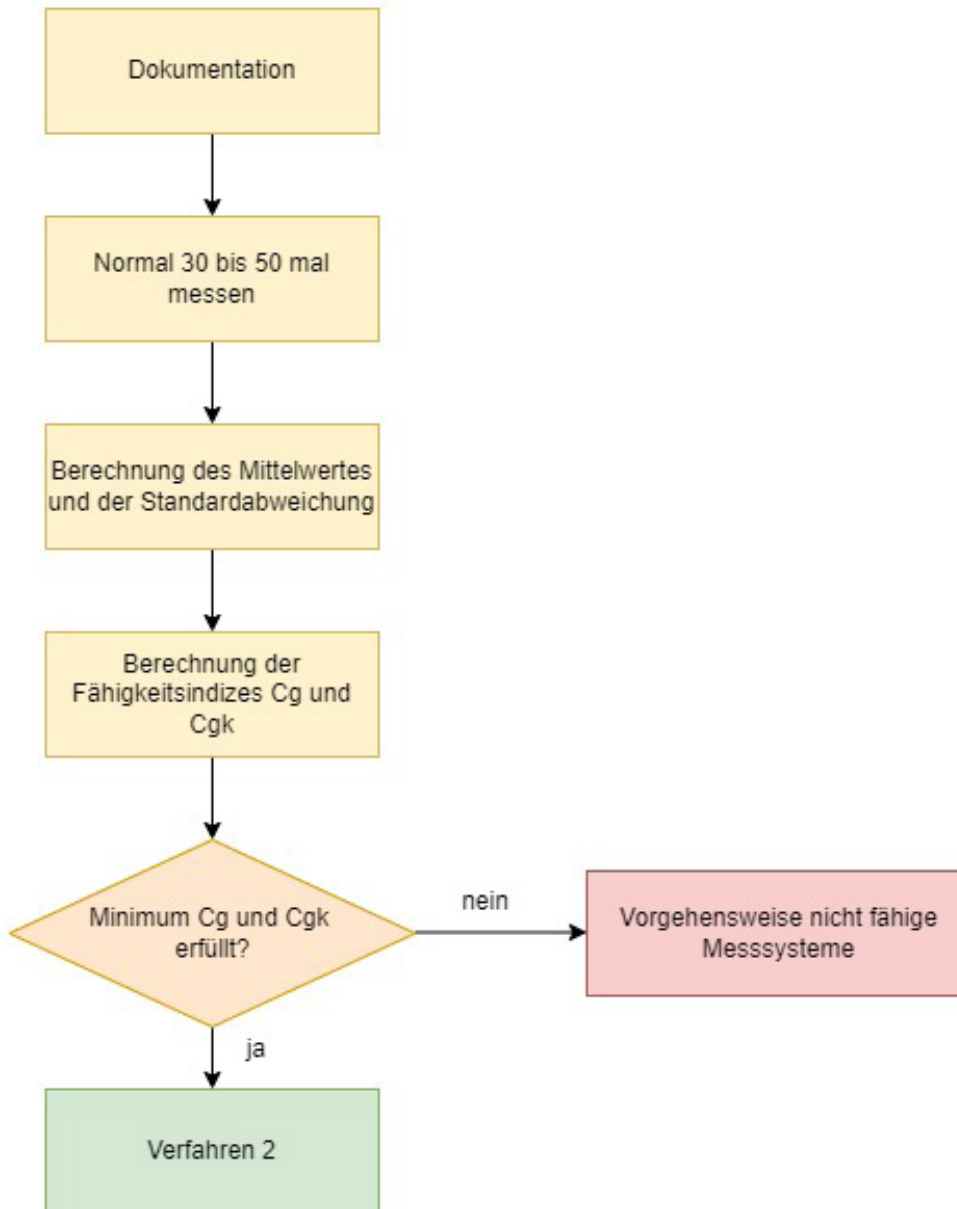 Dokumentation
Normal 30 bis 50 mal
messen
Berechnung des Mittelwertes
und der Standardabweichung
Berechnung der
Fähigkeitsindizes Cg und
Cgk
Minimum Cg und Cgk
erfüllt?
nein
Vorgehensweise nicht fähige
Messsysteme
ja
Verfahren 2